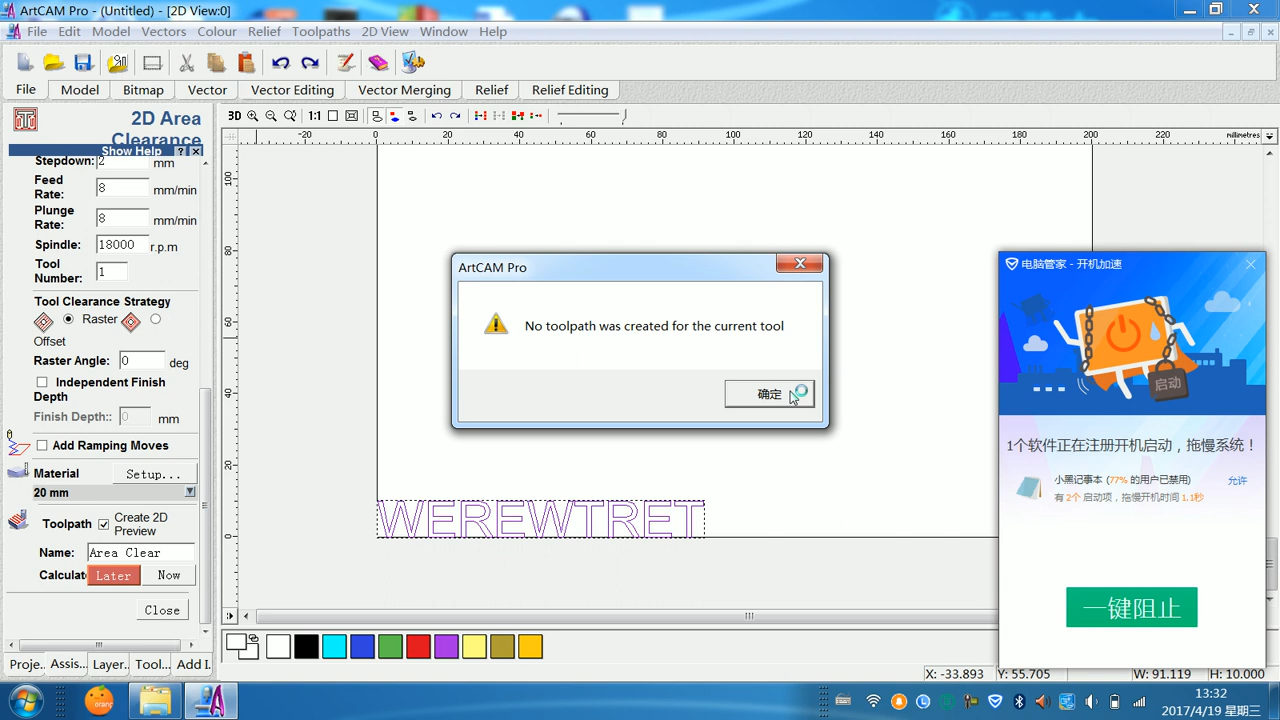 ArtCAM Pro - (Untitled) - [2D View:0]
File Edit Model Vectors Colour Relief Toolpaths 2D View Window Help
File Model Bitmap Vector Vector Editing Vector Merging Relief Relief Editing
2D Area
Clearance
Show Help ?
Stepdown: 2 mm
Feed
Rate: 8 mm/min
Plunge
Rate: 8 mm/min
Spindle: 18000 r.p.m
Tool
Number: 1
Tool Clearance Strategy
Raster
Offset
Raster Angle: 0 deg
Independent Finish
Depth
Finish Depth:: 0 mm
Add Ramping Moves
Material Setup...
20 mm
Toolpath Create 2D
Preview
Name: Area Clear
Calculate Later Now
Close
Proje.. Assis... Layer.. Tool... Add I.
3D 1:1
-20 0 20 40 60 80 100 120 140 160 180 200 220 millimetres
100
80
60
40
20
0
ArtCAM Pro
No toolpath was created for the current tool
确定
WEREWTRET
电脑管家 - 开机加速
启动
1个软件正在注册开机启动，拖慢系统！
小黑记事本 (77% 的用户已禁用) 允许
有 2个 启动项，拖慢开机时间 1.1秒
一键阻止
X: -33.893 Y: 55.705 W: 91.119 H: 10.000
orange
13:32
2017/4/19 星期三